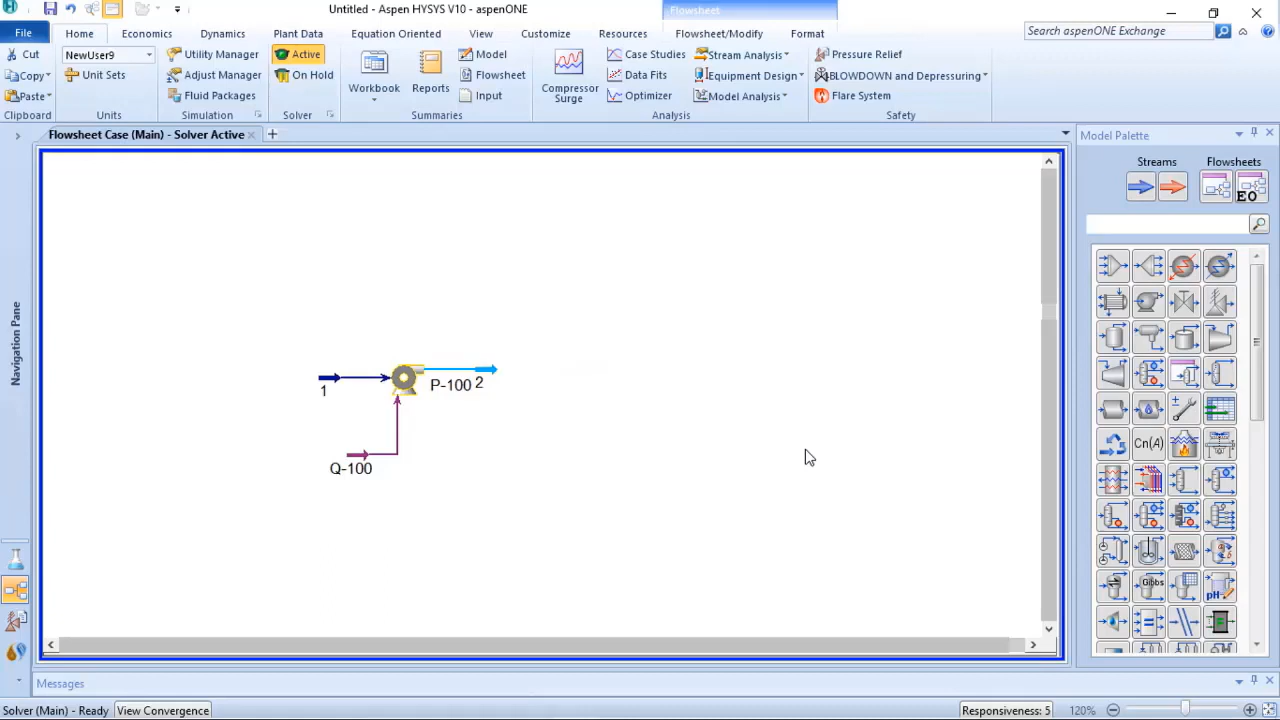 Untitled - Aspen HYSYS V10 - aspenONE
Flowsheet
File
Home
Economics
Dynamics
Plant Data
Equation Oriented
View
Customize
Resources
Flowsheet/Modify
Format
Search aspenONE Exchange
Cut
Copy
Paste
Clipboard
NewUser9
Unit Sets
Units
Utility Manager
Adjust Manager
Fluid Packages
Simulation
Active
On Hold
Solver
Workbook
Reports
Model
Flowsheet
Input
Summaries
Compressor
Surge
Case Studies
Data Fits
Optimizer
Stream Analysis
Equipment Design
Model Analysis
Analysis
Pressure Relief
BLOWDOWN and Depressuring
Flare System
Safety
Flowsheet Case (Main) - Solver Active
Navigation Pane
1
P-100
2
Q-100
Model Palette
Streams
Flowsheets
EO
Cn(A)
Gibbs
pH
Messages
Solver (Main) - Ready
View Convergence
Responsiveness: 5
120%